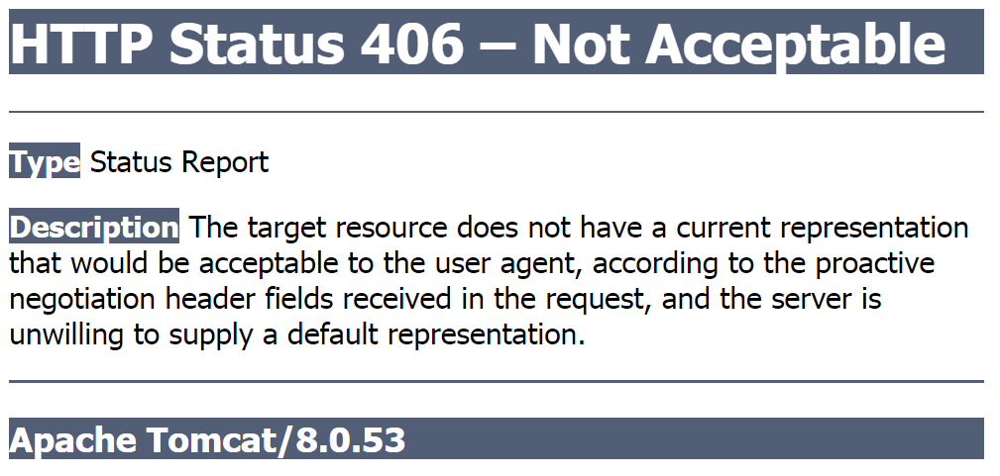 HTTP Status 406 – Not Acceptable
Type Status Report
Description The target resource does not have a current representation
that would be acceptable to the user agent, according to the proactive
negotiation header fields received in the request, and the server is
unwilling to supply a default representation.
Apache Tomcat/8.0.53